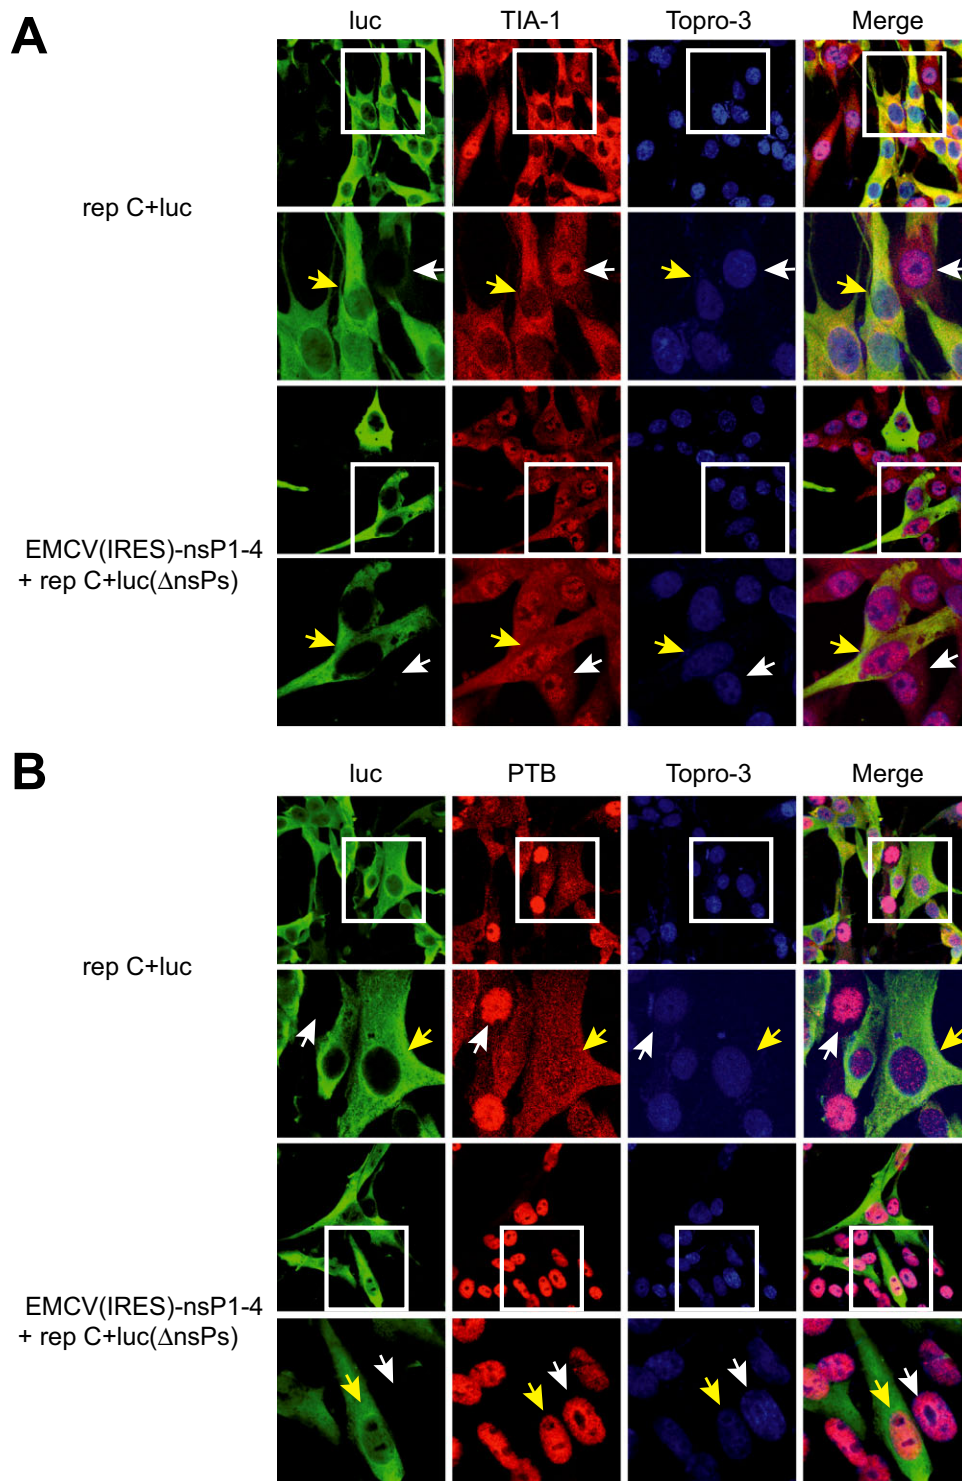 A
luc TIA-1 Topro-3 Merge
rep C+luc
EMCV(IRES)-nsP1-4
+ rep C+luc(ΔnsPs)
B
luc PTB Topro-3 Merge
rep C+luc
EMCV(IRES)-nsP1-4
+ rep C+luc(ΔnsPs)